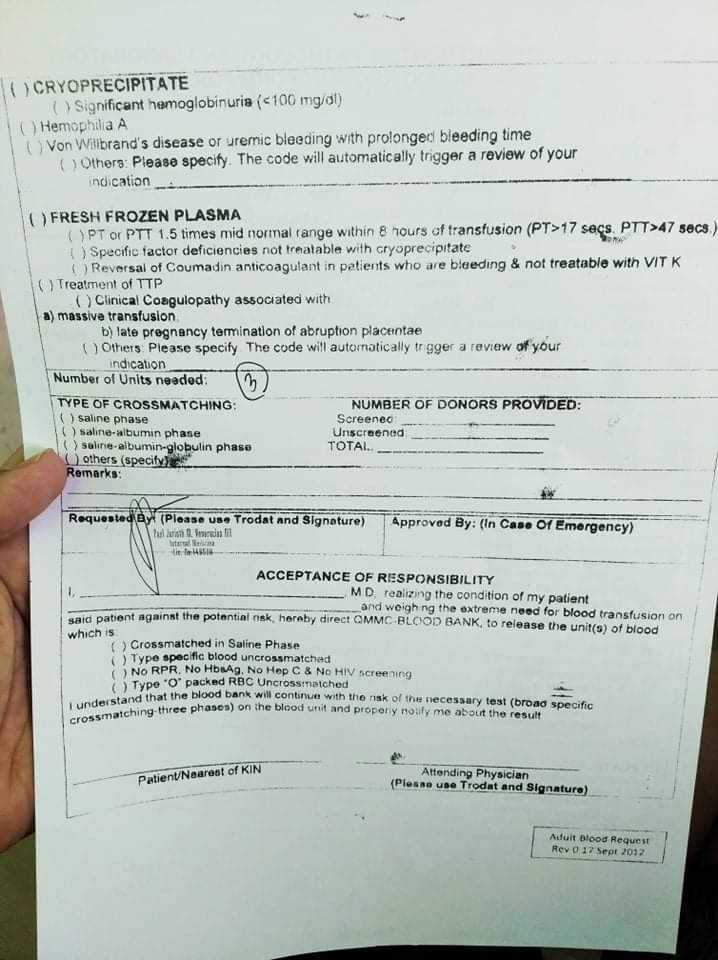 ( ) CRYOPRECIPITATE
( ) Significant hemoglobinuria (<100 mg/dl)
( ) Hemophilia A
( ) Von Willbrand's disease or uremic bleeding with prolonged bleeding time
( ) Others: Please specify. The code will automatically trigger a review of your
indication
( ) FRESH FROZEN PLASMA
( ) PT or PTT 1.5 times mid normal range within 8 hours of transfusion (PT>17 secs. PTT>47 secs.)
( ) Specific factor deficiencies not treatable with cryoprecipitate
( ) Reversal of Coumadin anticoagulant in patients who are bleeding & not treatable with VIT K
( ) Treatment of TTP
( ) Clinical Coagulopathy associated with
a) massive transfusion
b) late pregnancy termination of abruption placentae
( ) Others: Please specify. The code will automatically trigger a review of your
indication
Number of Units needed: 3
TYPE OF CROSSMATCHING: NUMBER OF DONORS PROVIDED:
( ) saline phase Screened:
( ) saline-albumin phase Unscreened:
( ) saline-albumin-globulin phase TOTAL:
( ) others (specify)
Remarks:
Requested By: (Please use Trodat and Signature) Approved By: (In Case Of Emergency)
Internal Medicine
ACCEPTANCE OF RESPONSIBILITY
I, M.D, realizing the condition of my patient
and weighing the extreme need for blood transfusion on
said patient against the potential risk, hereby direct QMMC-BLOOD BANK, to release the unit(s) of blood
which is
( ) Crossmatched in Saline Phase
( ) Type specific blood uncrossmatched
( ) No RPR, No HbsAg, No Hep C & No HIV screening
( ) Type "O" packed RBC Uncrossmatched
I understand that the blood bank will continue with the risk of the necessary test (broad specific
crossmatching-three phases) on the blood unit and properly notify me about the result
Patient/Nearest of KIN Attending Physician
(Please use Trodat and Signature)
Adult Blood Request
Rev 0 17 Sept 2012